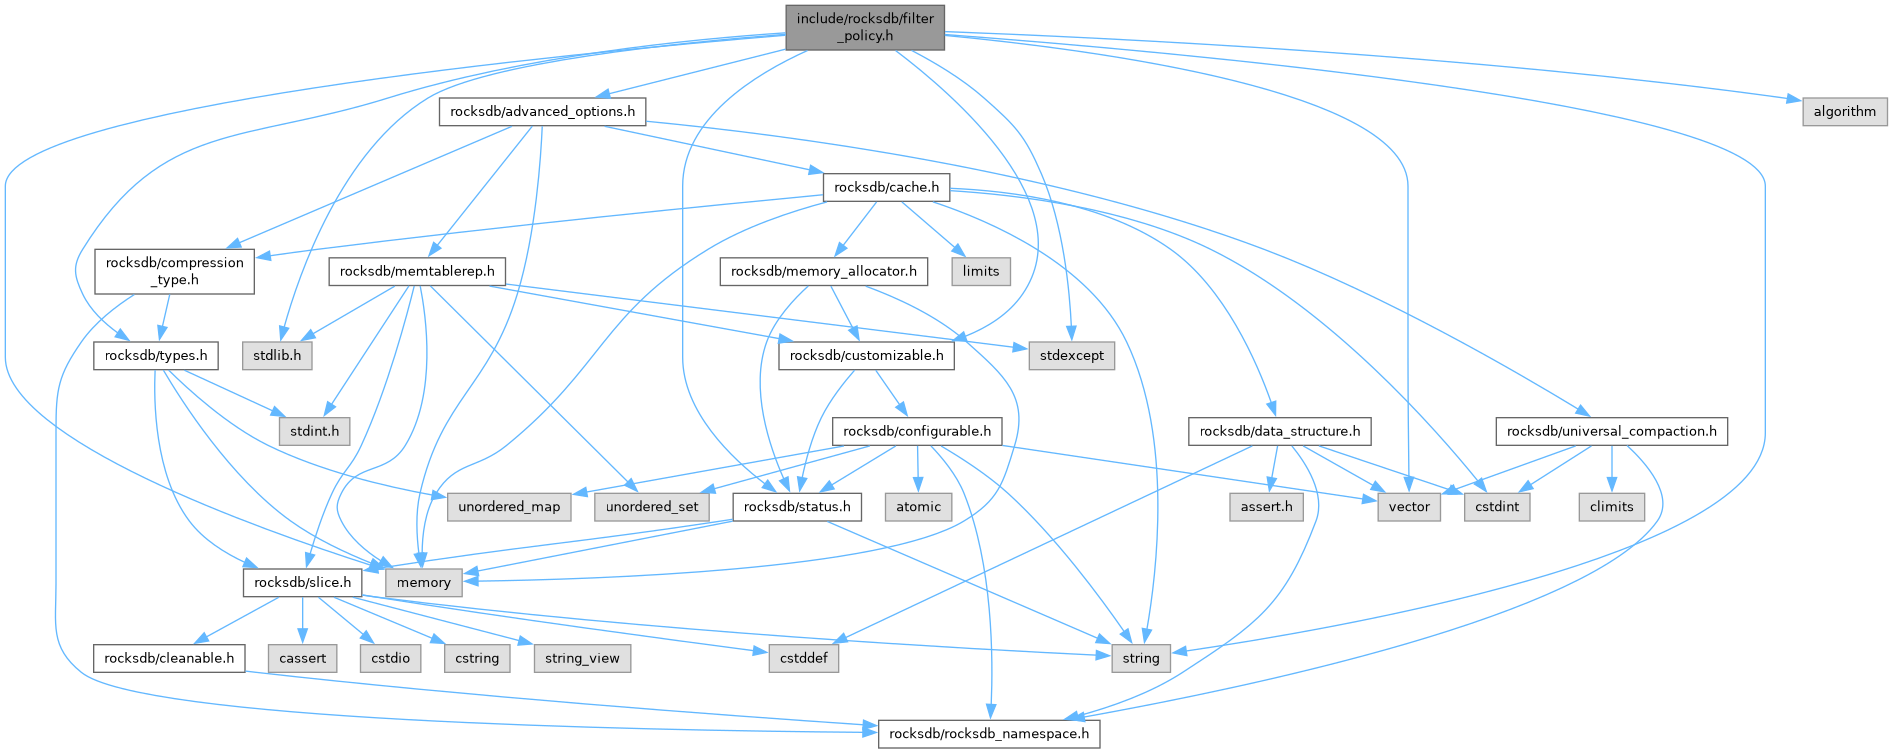 include/rocksdb/filter
_policy.h
rocksdb/advanced_options.h
algorithm
rocksdb/cache.h
rocksdb/compression
_type.h
rocksdb/memtablerep.h
rocksdb/memory_allocator.h
limits
rocksdb/types.h
stdlib.h
rocksdb/customizable.h
stdexcept
stdint.h
rocksdb/configurable.h
rocksdb/data_structure.h
rocksdb/universal_compaction.h
unordered_map
unordered_set
rocksdb/status.h
atomic
assert.h
vector
cstdint
climits
rocksdb/slice.h
memory
rocksdb/cleanable.h
cassert
cstdio
cstring
string_view
cstddef
string
rocksdb/rocksdb_namespace.h